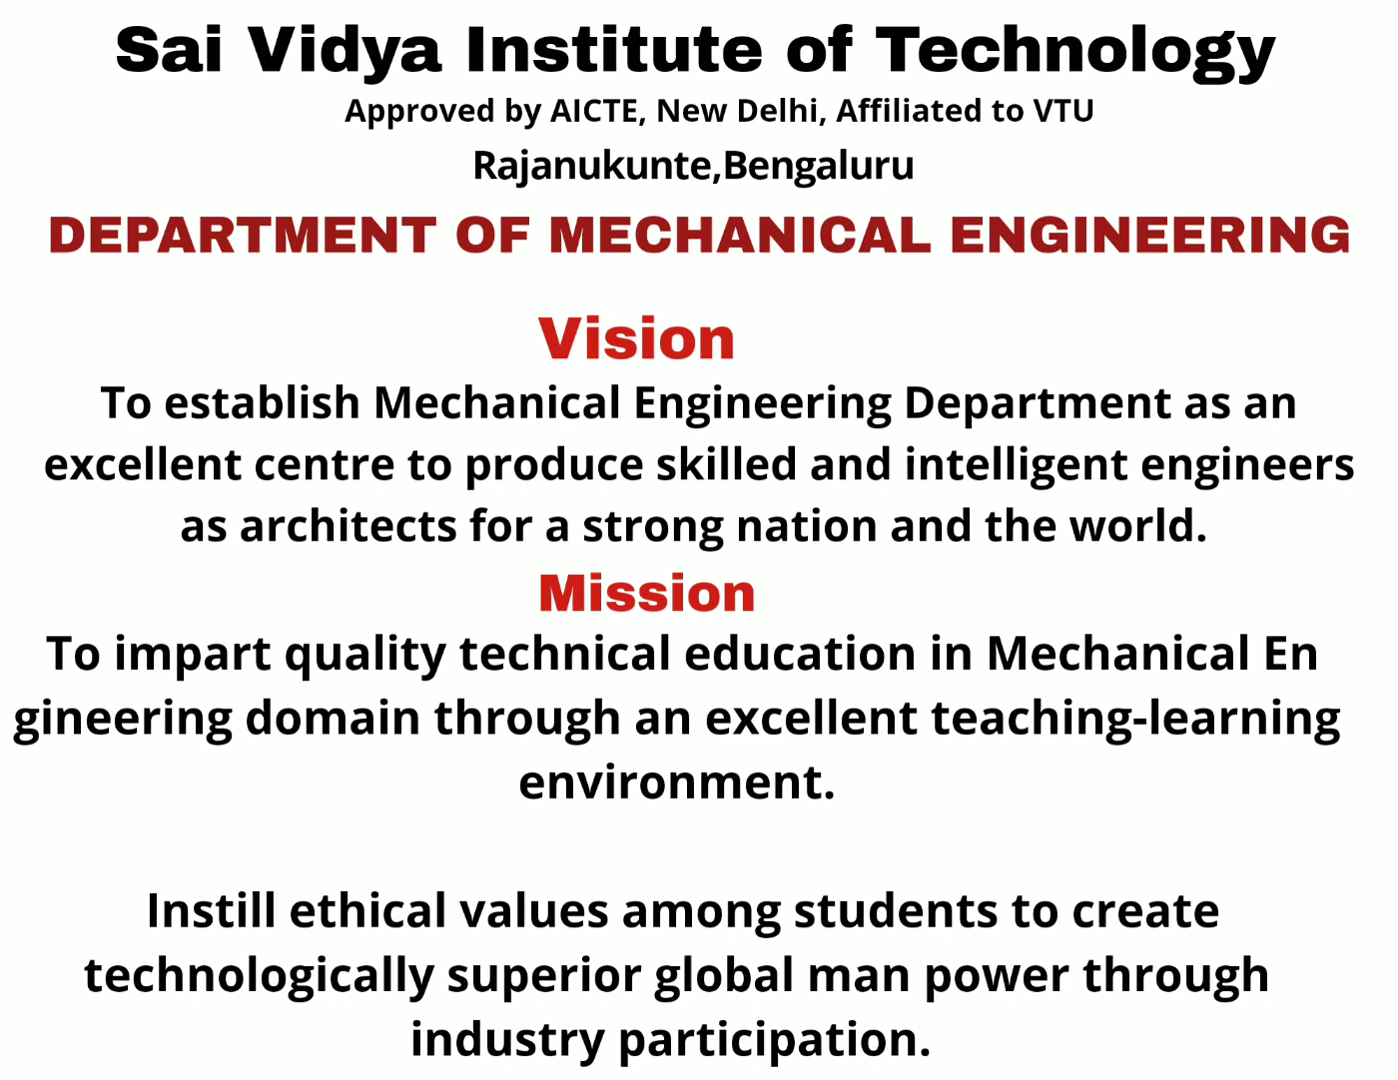 Sai Vidya Institute of Technology
Approved by AICTE, New Delhi, Affiliated to VTU
Rajanukunte,Bengaluru
DEPARTMENT OF MECHANICAL ENGINEERING
Vision
To establish Mechanical Engineering Department as an
excellent centre to produce skilled and intelligent engineers
as architects for a strong nation and the world.
Mission
To impart quality technical education in Mechanical En
gineering domain through an excellent teaching-learning
environment.
Instill ethical values among students to create
technologically superior global man power through
industry participation.